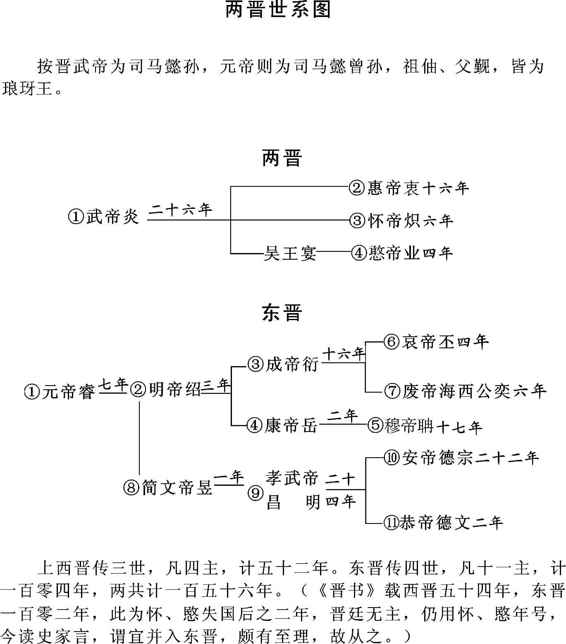 两晋世系图
按晋武帝为司马懿孙，元帝则为司马懿曾孙，祖伷、父觐，皆为
琅玡王。
两晋
①武帝炎 二十六年
②惠帝衷十六年
③怀帝炽六年
吴王宴 ④愍帝业四年
东晋
①元帝睿 七年 ②明帝绍 三年
③成帝衍 十六年
⑥哀帝丕四年
⑦废帝海西公奕六年
④康帝岳 二年 ⑤穆帝聃十七年
⑧简文帝昱 一年 ⑨孝武帝昌明 二十四年
⑩安帝德宗二十二年
⑪恭帝德文二年
上西晋传三世，凡四主，计五十二年。东晋传四世，凡十一主，计
一百零四年，两共计一百五十六年。（《晋书》载西晋五十四年，东晋
一百零二年，此为怀、愍失国后之二年，晋廷无主，仍用怀、愍年号，
今读史家言，谓宜并入东晋，颇有至理，故从之。）